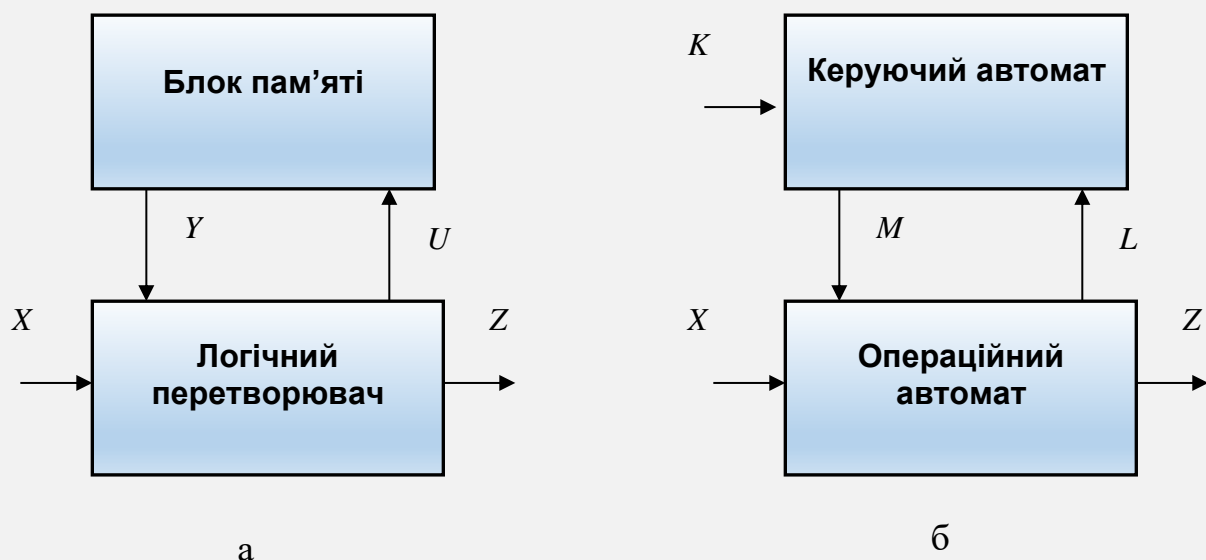 Блок пам’яті
Y
U
X
Z
Логічний
перетворювач
а
K
Керуючий автомат
M
L
X
Z
Операційний
автомат
б